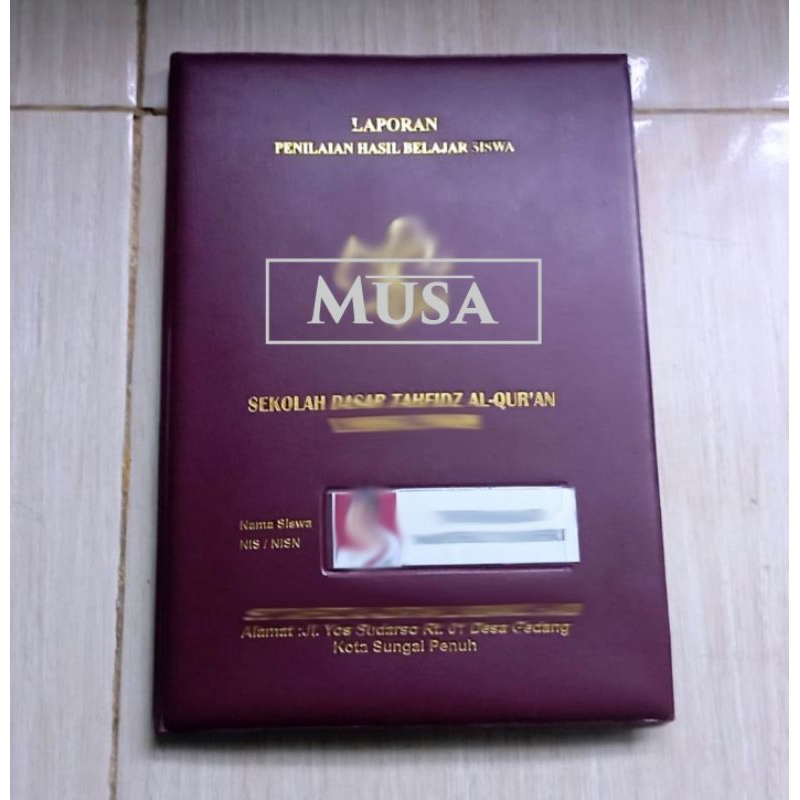 LAPORAN
PENILAIAN HASIL BELAJAR SISWA
MUSA
SEKOLAH DASAR TAHFIDZ AL-QUR'AN
Nama Siswa
NIS / NISN
Alamat : Jl. Yos Sudarso Rt. 01 Desa Gedang
Kota Sungai Penuh